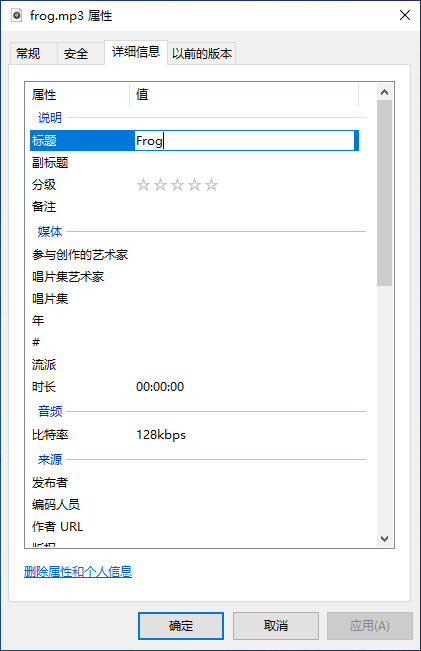 frog.mp3 属性
常规 安全 详细信息 以前的版本
属性 值
说明
标题 Frog
副标题
分级
备注
媒体
参与创作的艺术家
唱片集艺术家
唱片集
年
#
流派
时长 00:00:00
音频
比特率 128kbps
来源
发布者
编码人员
作者 URL
删除属性和个人信息
确定 取消 应用(A)